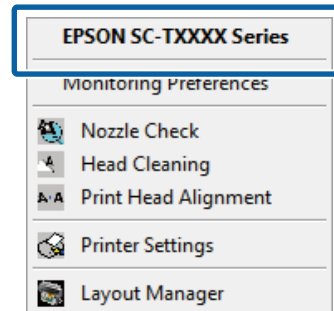 EPSON SC-TXXXX Series
Monitoring Preferences
Nozzle Check
Head Cleaning
Print Head Alignment
Printer Settings
Layout Manager